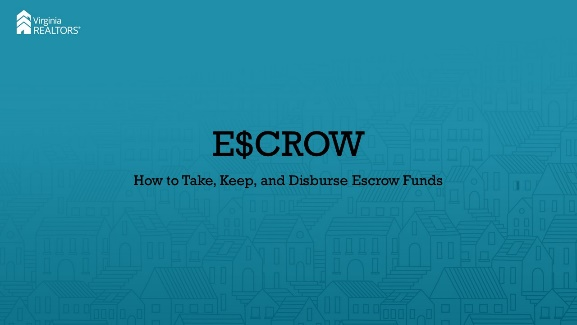 Virginia
REALTORS®
E$CROW
How to Take, Keep, and Disburse Escrow Funds